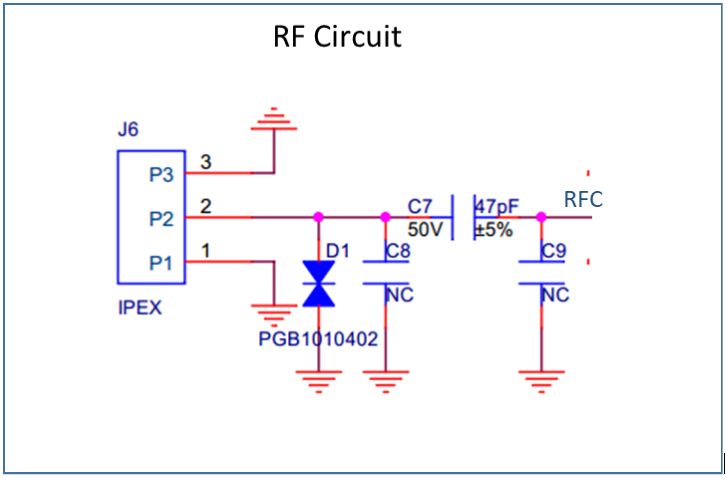 RF Circuit
J6
P3
3
P2
2
P1
1
IPEX
D1
PGB1010402
C7
50V
47pF
±5%
RFC
C8
NC
C9
NC